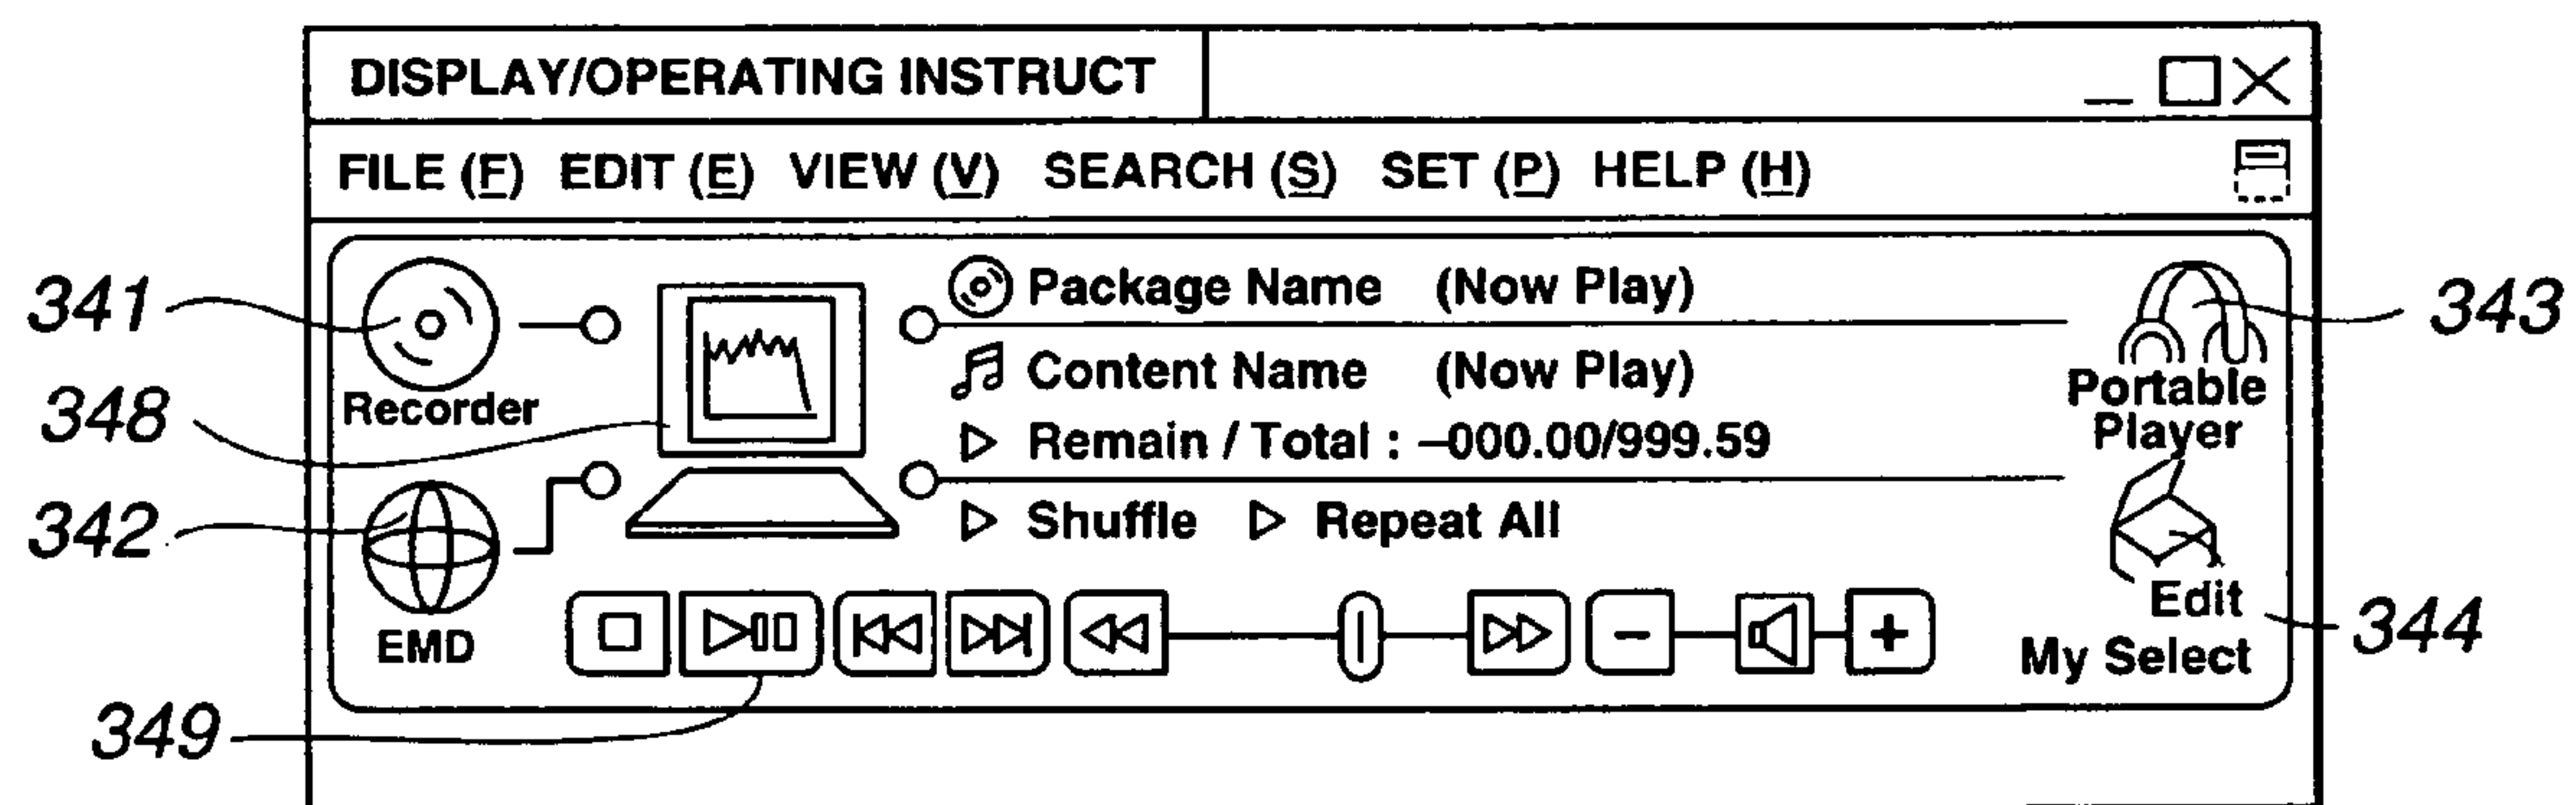 DISPLAY/OPERATING INSTRUCT
FILE (F) EDIT (E) VIEW (V) SEARCH (S) SET (P) HELP (H)
341
Recorder
348
342
EMD
349
Package Name (Now Play)
Content Name (Now Play)
Remain / Total : –000.00/999.59
Shuffle Repeat All
343
Portable
Player
Edit
344
My Select